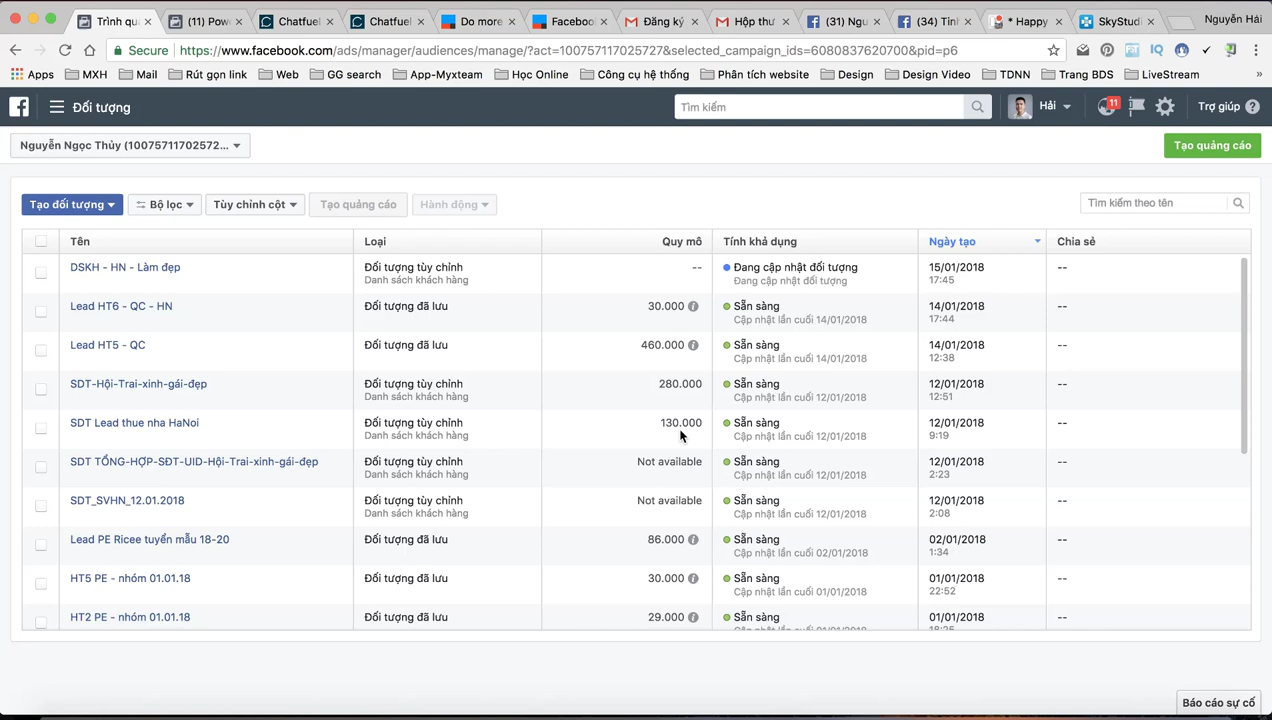 Trình qu
(11) Pow
Chatfuel
Chatfuel
Do more
Facebool
Đăng ký
Hộp thư
(31) Ngu
(34) Tinl
* Happy
SkyStud
Nguyễn Hải
Secure https://www.facebook.com/ads/manager/audiences/manage/?act=100757117025727&selected_campaign_ids=6080837620700&pid=p6
Apps MXH Mail Rút gọn link Web GG search App-Myxteam Học Online Công cụ hệ thống Phân tích website Design Design Video TDNN Trang BDS LiveStream »
Đối tượng Tìm kiếm Hải 11 Trợ giúp
Nguyễn Ngọc Thủy (10075711702572... Tạo quảng cáo
Tạo đối tượng Bộ lọc Tùy chỉnh cột Tạo quảng cáo Hành động Tìm kiếm theo tên
Tên Loại Quy mô Tính khả dụng Ngày tạo Chia sẻ
DSKH - HN - Làm đẹp Đối tượng tùy chỉnh -- Đang cập nhật đối tượng 15/01/2018 --
Danh sách khách hàng Đang cập nhật đối tượng 17:45
Lead HT6 - QC - HN Đối tượng đã lưu 30.000 Sẵn sàng 14/01/2018 --
Cập nhật lần cuối 14/01/2018 17:44
Lead HT5 - QC Đối tượng đã lưu 460.000 Sẵn sàng 14/01/2018 --
Cập nhật lần cuối 14/01/2018 12:38
SDT-Hội-Trai-xinh-gái-đẹp Đối tượng tùy chỉnh 280.000 Sẵn sàng 12/01/2018 --
Danh sách khách hàng Cập nhật lần cuối 12/01/2018 12:51
SDT Lead thue nha HaNoi Đối tượng tùy chỉnh 130.000 Sẵn sàng 12/01/2018 --
Danh sách khách hàng Cập nhật lần cuối 12/01/2018 9:19
SDT TỔNG-HỢP-SĐT-UID-Hội-Trai-xinh-gái-đẹp Đối tượng tùy chỉnh Not available Sẵn sàng 12/01/2018 --
Danh sách khách hàng Cập nhật lần cuối 12/01/2018 2:23
SDT_SVHN_12.01.2018 Đối tượng tùy chỉnh Not available Sẵn sàng 12/01/2018 --
Danh sách khách hàng Cập nhật lần cuối 12/01/2018 2:08
Lead PE Ricee tuyển mẫu 18-20 Đối tượng đã lưu 86.000 Sẵn sàng 02/01/2018 --
Cập nhật lần cuối 02/01/2018 1:34
HT5 PE - nhóm 01.01.18 Đối tượng đã lưu 30.000 Sẵn sàng 01/01/2018 --
Cập nhật lần cuối 01/01/2018 22:52
HT2 PE - nhóm 01.01.18 Đối tượng đã lưu 29.000 Sẵn sàng 01/01/2018 --
Báo cáo sự cố